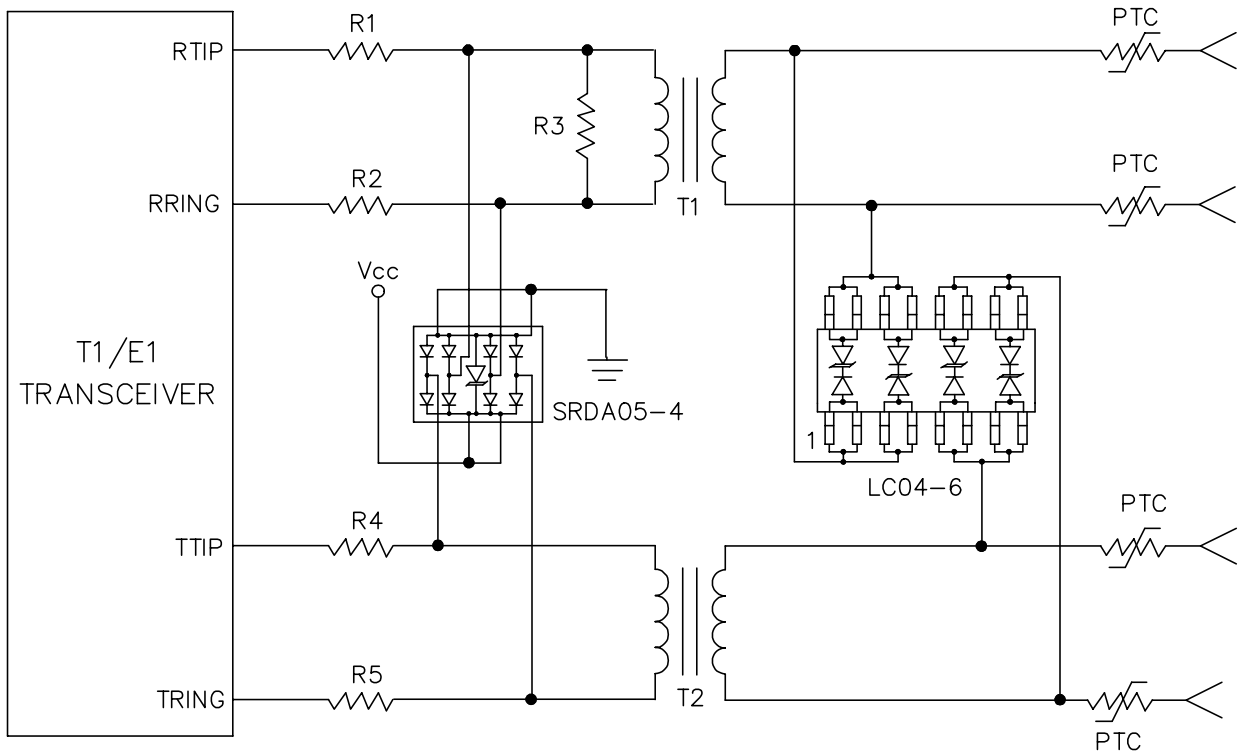 R1
PTC
RTIP
R3
R2
PTC
RRING
T1
Vcc
T1/E1
TRANSCEIVER
SRDA05-4
1
LC04-6
R4
PTC
TTIP
R5
TRING
T2
PTC